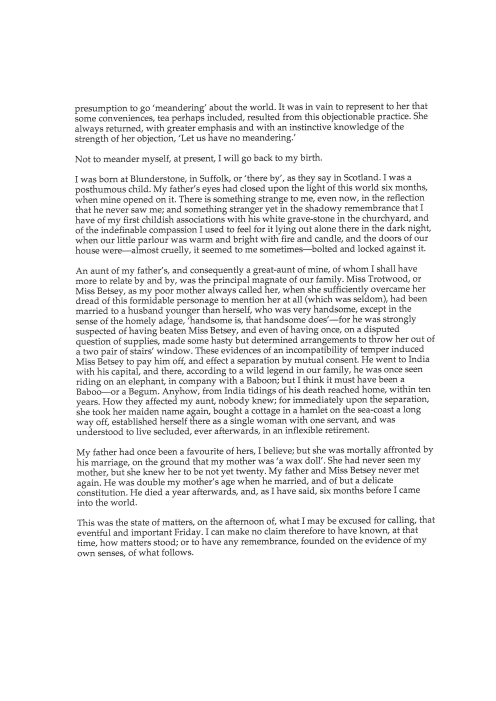 presumption to go ‘meandering’ about the world. It was in vain to represent to her that
some conveniences, tea perhaps included, resulted from this objectionable practice. She
always returned, with greater emphasis and with an instinctive knowledge of the
strength of her objection, ‘Let us have no meandering.’
Not to meander myself, at present, I will go back to my birth.
I was born at Blunderstone, in Suffolk, or ‘there by’, as they say in Scotland. I was a
posthumous child. My father’s eyes had closed upon the light of this world six months,
when mine opened on it. There is something strange to me, even now, in the reflection
that he never saw me; and something stranger yet in the shadowy remembrance that I
have of my first childish associations with his white grave-stone in the churchyard, and
of the indefinable compassion I used to feel for it lying out alone there in the dark night,
when our little parlour was warm and bright with fire and candle, and the doors of our
house were—almost cruelly, it seemed to me sometimes—bolted and locked against it.
An aunt of my father’s, and consequently a great-aunt of mine, of whom I shall have
more to relate by and by, was the principal magnate of our family. Miss Trotwood, or
Miss Betsey, as my poor mother always called her, when she sufficiently overcame her
dread of this formidable personage to mention her at all (which was seldom), had been
married to a husband younger than herself, who was very handsome, except in the
sense of the homely adage, ‘handsome is, that handsome does’—for he was strongly
suspected of having beaten Miss Betsey, and even of having once, on a disputed
question of supplies, made some hasty but determined arrangements to throw her out of
a two pair of stairs’ window. These evidences of an incompatibility of temper induced
Miss Betsey to pay him off, and effect a separation by mutual consent. He went to India
with his capital, and there, according to a wild legend in our family, he was once seen
riding on an elephant, in company with a Baboon; but I think it must have been a
Baboo—or a Begum. Anyhow, from India tidings of his death reached home, within ten
years. How they affected my aunt, nobody knew; for immediately upon the separation,
she took her maiden name again, bought a cottage in a hamlet on the sea-coast a long
way off, established herself there as a single woman with one servant, and was
understood to live secluded, ever afterwards, in an inflexible retirement.
My father had once been a favourite of hers, I believe; but she was mortally affronted by
his marriage, on the ground that my mother was ‘a wax doll’. She had never seen my
mother, but she knew her to be not yet twenty. My father and Miss Betsey never met
again. He was double my mother’s age when he married, and of but a delicate
constitution. He died a year afterwards, and, as I have said, six months before I came
into the world.
This was the state of matters, on the afternoon of, what I may be excused for calling, that
eventful and important Friday. I can make no claim therefore to have known, at that
time, how matters stood; or to have any remembrance, founded on the evidence of my
own senses, of what follows.